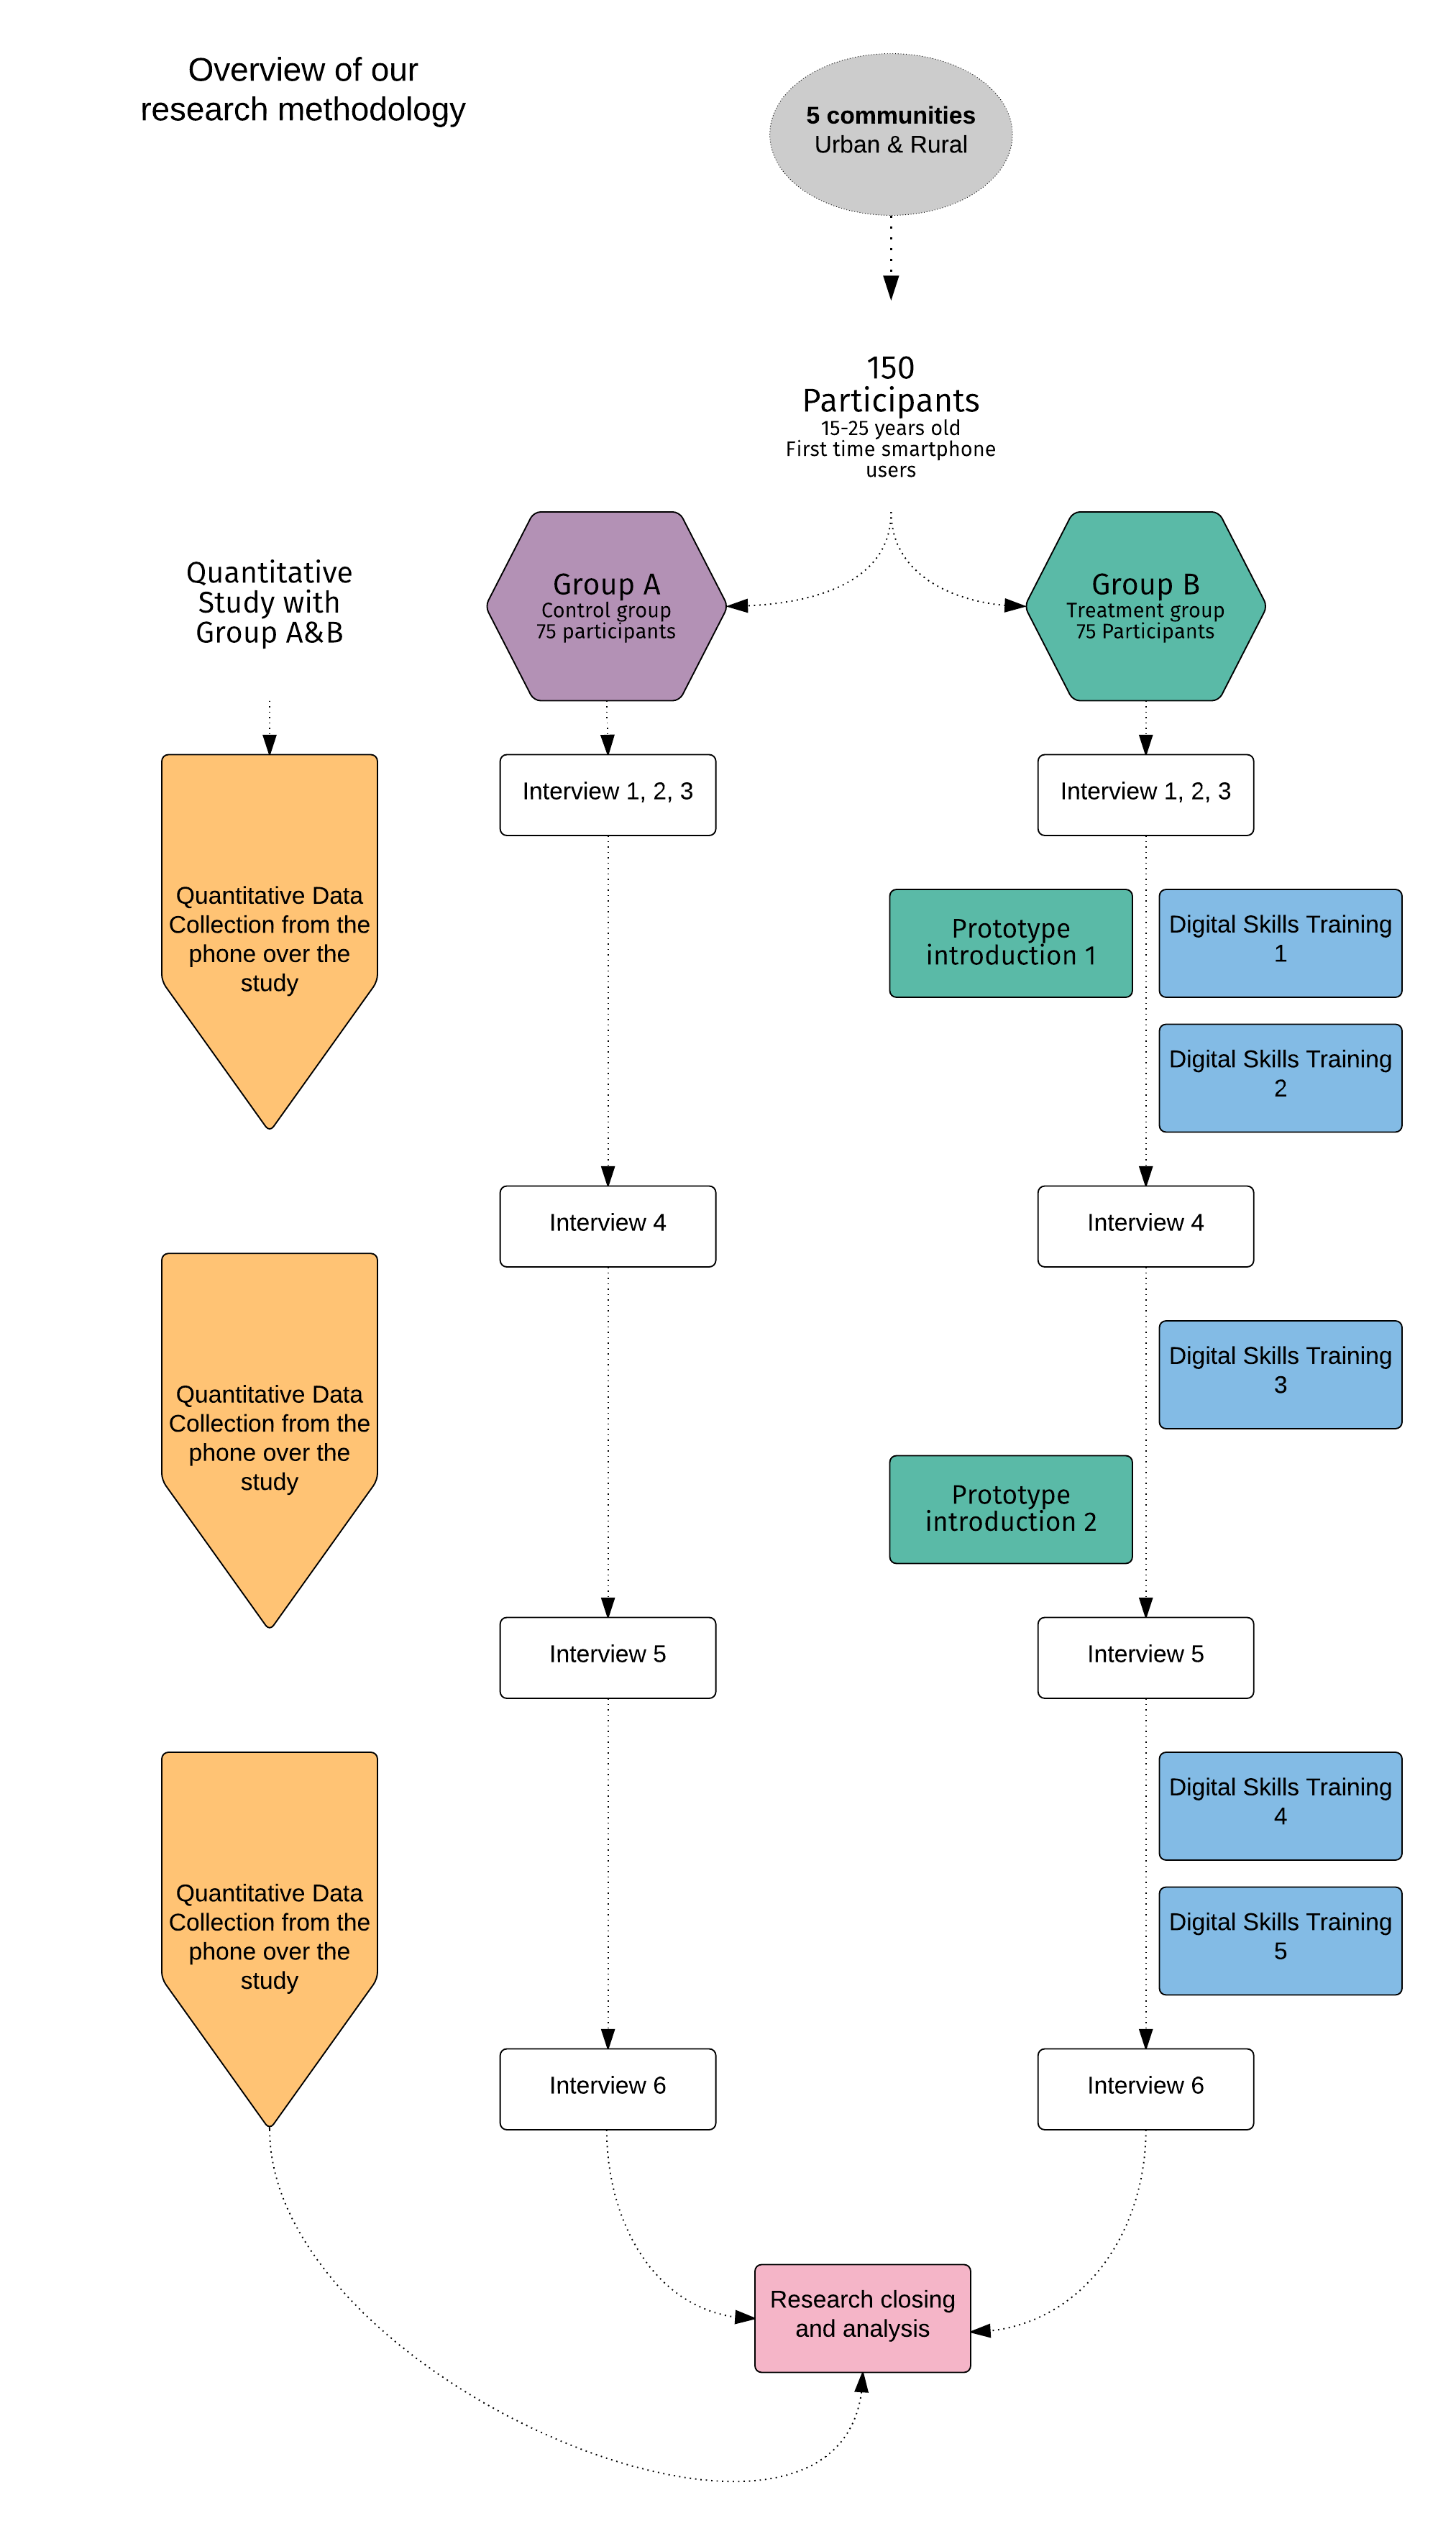 Overview of our
research methodology
5 communities
Urban & Rural
150
Participants
15-25 years old
First time smartphone
users
Quantitative
Study with
Group A&B
Group A
Control group
75 participants
Group B
Treatment group
75 Participants
Interview 1, 2, 3
Interview 1, 2, 3
Quantitative Data
Collection from the
phone over the
study
Prototype
introduction 1
Digital Skills Training
1
Digital Skills Training
2
Interview 4
Interview 4
Quantitative Data
Collection from the
phone over the
study
Digital Skills Training
3
Prototype
introduction 2
Interview 5
Interview 5
Quantitative Data
Collection from the
phone over the
study
Digital Skills Training
4
Digital Skills Training
5
Interview 6
Interview 6
Research closing
and analysis